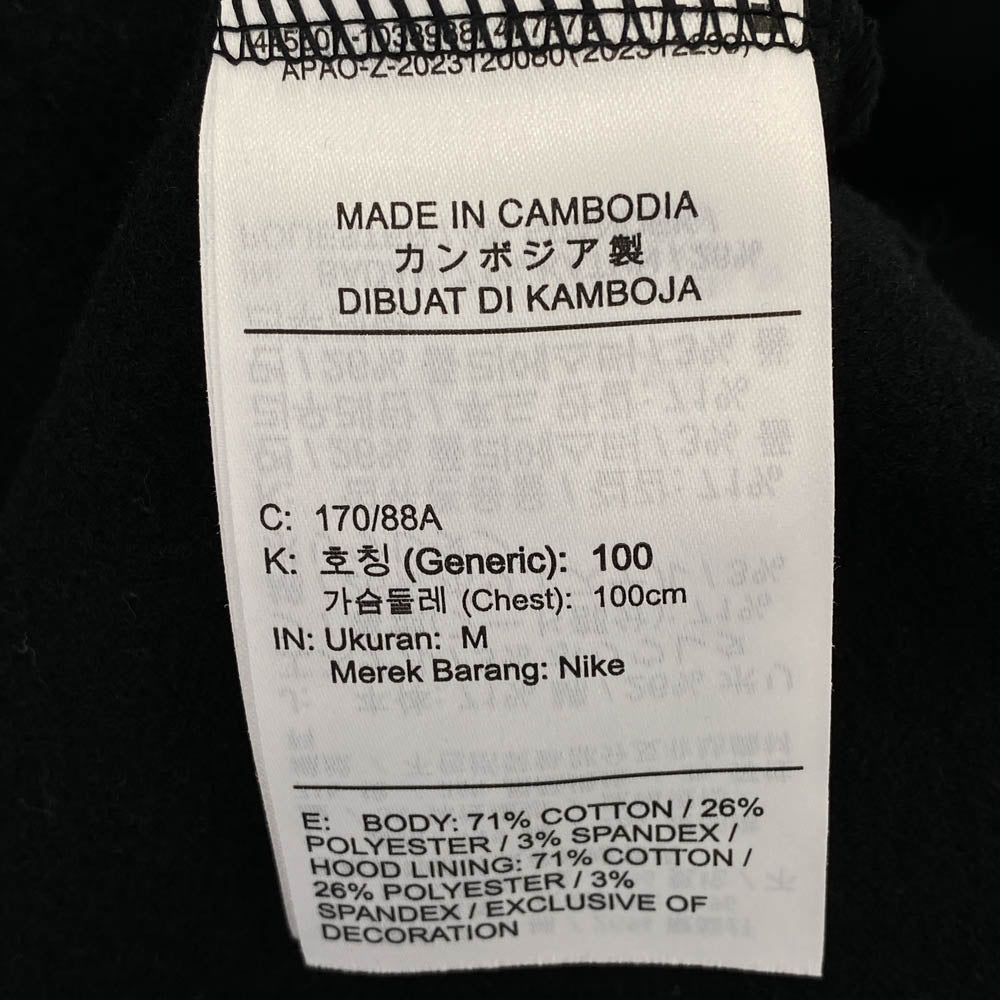 APAO-Z-2023120080(202312290)
MADE IN CAMBODIA
カンボジア製
DIBUAT DI KAMBOJA
C: 170/88A
K: 호칭 (Generic): 100
가슴둘레 (Chest): 100cm
IN: Ukuran: M
Merek Barang: Nike
E: BODY: 71% COTTON / 26%
POLYESTER / 3% SPANDEX /
HOOD LINING: 71% COTTON /
26% POLYESTER / 3%
SPANDEX / EXCLUSIVE OF
DECORATION